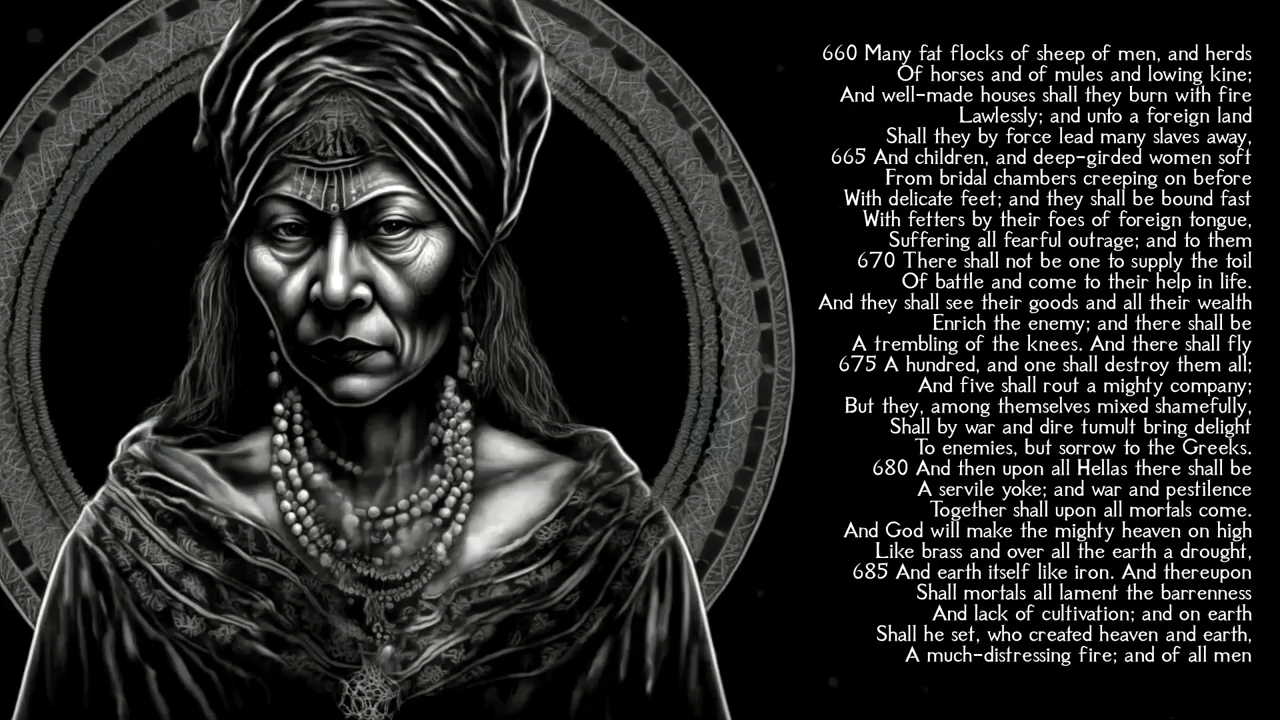 660 Many fat flocks of sheep of men, and herds
Of horses and of mules and lowing kine;
And well-made houses shall they burn with fire
Lawlessly; and unto a foreign land
Shall they by force lead many slaves away,
665 And children, and deep-girded women soft
From bridal chambers creeping on before
With delicate feet; and they shall be bound fast
With fetters by their foes of foreign tongue,
Suffering all fearful outrage; and to them
670 There shall not be one to supply the toil
Of battle and come to their help in life.
And they shall see their goods and all their wealth
Enrich the enemy; and there shall be
A trembling of the knees. And there shall fly
675 A hundred, and one shall destroy them all;
And five shall rout a mighty company;
But they, among themselves mixed shamefully,
Shall by war and dire tumult bring delight
To enemies, but sorrow to the Greeks.
680 And then upon all Hellas there shall be
A servile yoke; and war and pestilence
Together shall upon all mortals come.
And God will make the mighty heaven on high
Like brass and over all the earth a drought,
685 And earth itself like iron. And thereupon
Shall mortals all lament the barrenness
And lack of cultivation; and on earth
Shall he set, who created heaven and earth,
A much-distressing fire; and of all men